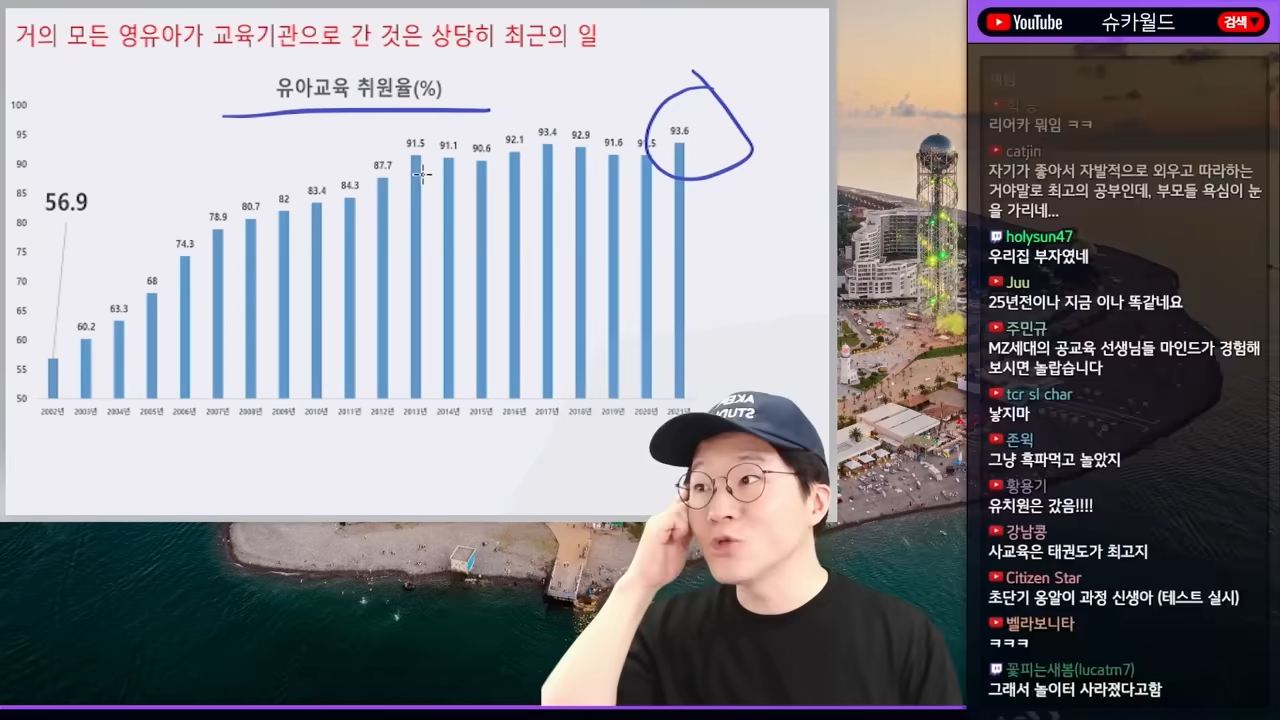 거의 모든 영유아가 교육기관으로 간 것은 상당히 최근의 일
유아교육 취원율(%)
100
95
90
85
80
75
70
65
60
55
50
56.9
60.2
63.3
68
74.3
78.9
80.7
82
83.4
84.3
87.7
91.5
91.1
90.6
92.1
93.4
92.9
91.6
93.6
2002년 2003년 2004년 2005년 2006년 2007년 2008년 2009년 2010년 2011년 2012년 2013년 2014년 2015년 2016년 2017년 2018년 2019년 2020년 2021년
YouTube 슈카월드 검색
리어카 뭐임 ㅋㅋ
catjin
자기가 좋아서 자발적으로 외우고 따라하는
거야말로 최고의 공부인데, 부모들 욕심이 눈
을 가리네...
holysun47
우리집 부자였네
Juu
25년전이나 지금 이나 똑같네요
주민규
MZ세대의 공교육 선생님들 마인드가 경험해
보시면 놀랍습니다
tcr sl char
낳지마
존윅
그냥 흑파먹고 놀았지
황용기
유치원은 갔음!!!!
강남콩
사교육은 태권도가 최고지
Citizen Star
초단기 옹알이 과정 신생아 (테스트 실시)
벨라보니타
ㅋㅋㅋ
꽃피는새봄(lucatm7)
그래서 놀이터 사라졌다고함